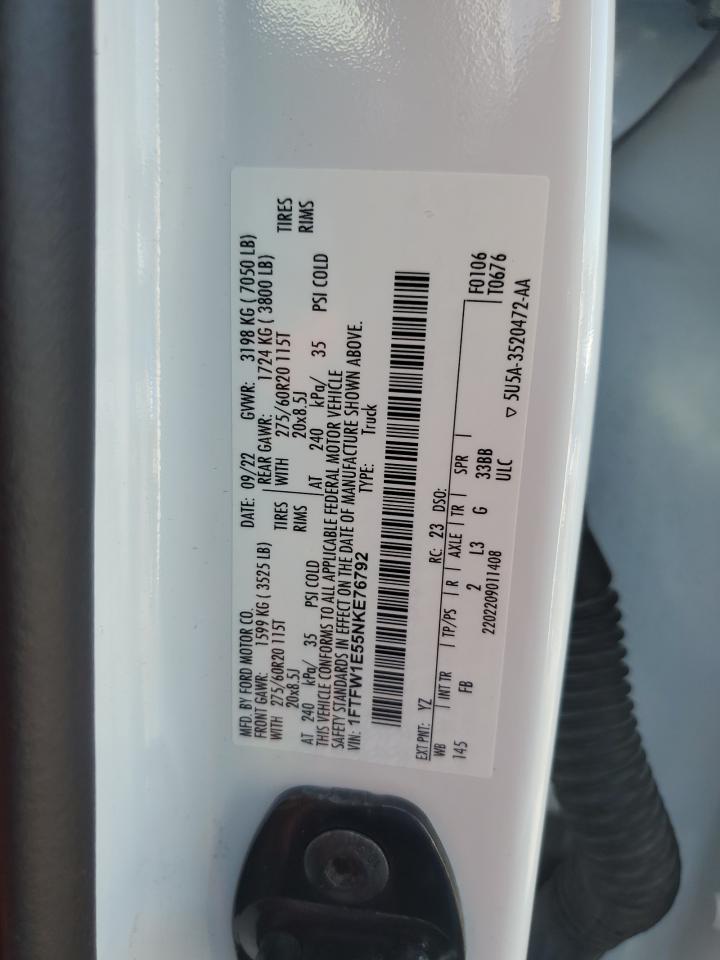 MFD. BY FORD MOTOR CO. DATE: 09/22 GVWR: 3198 KG ( 7050 LB)
FRONT GAWR: 1599 KG ( 3525 LB) REAR GAWR: 1724 KG ( 3800 LB)
WITH 275/60R20 115T TIRES WITH 275/60R20 115T TIRES
20x8.5J RIMS 20x8.5J RIMS
AT 240 kPa/ 35 PSI COLD AT 240 kPa/ 35 PSI COLD
THIS VEHICLE CONFORMS TO ALL APPLICABLE FEDERAL MOTOR VEHICLE
SAFETY STANDARDS IN EFFECT ON THE DATE OF MANUFACTURE SHOWN ABOVE.
VIN: 1FTFW1E55NKE76792 TYPE: Truck
EXT PNT: YZ RC: 23 DSO: F0106
WB INT TR TP/PS R AXLE TR SPR T0676
145 FB 2 L3 G 33BB
2202209011408 ULC ▽ 5U5A-3520472-AA